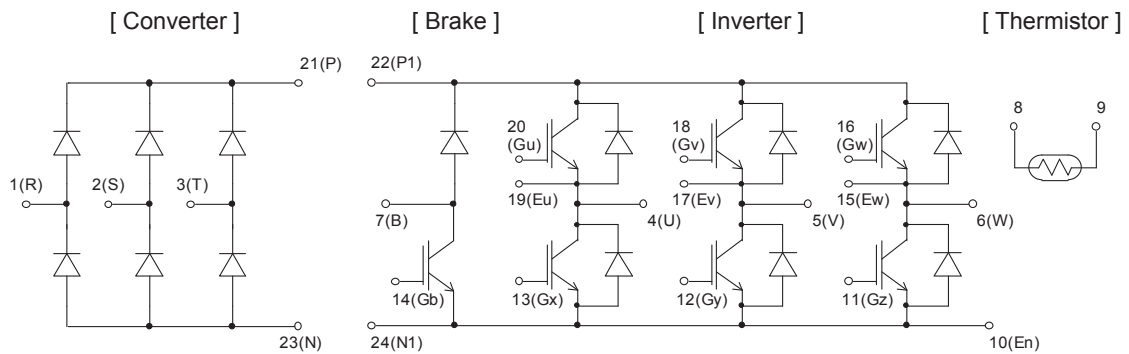 [ Converter ] [ Brake ] [ Inverter ] [ Thermistor ]
21(P) 22(P1)
8 9
20 18 16
(Gu) (Gv) (Gw)
1(R) 2(S) 3(T)
19(Eu) 17(Ev) 15(Ew)
7(B) 4(U) 5(V) 6(W)
14(Gb) 13(Gx) 12(Gy) 11(Gz)
23(N) 24(N1) 10(En)